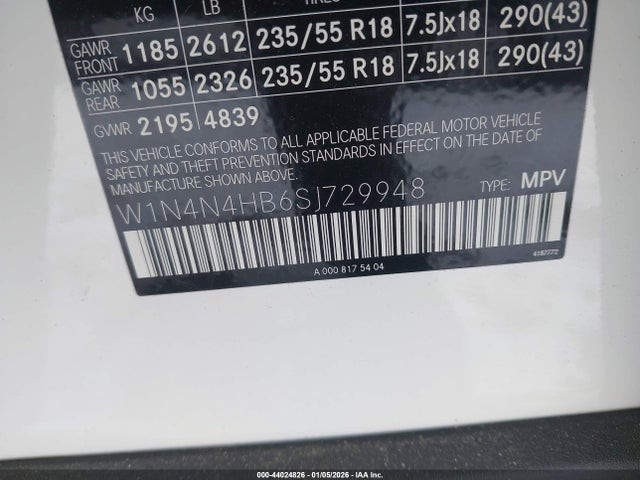 KG LB TIRES
GAWR FRONT 1185 2612 235/55 R18 7.5Jx18 290(43)
GAWR REAR 1055 2326 235/55 R18 7.5Jx18 290(43)
GVWR 2195 4839
THIS VEHICLE CONFORMS TO ALL APPLICABLE FEDERAL MOTOR VEHICLE
SAFETY AND THEFT PREVENTION STANDARDS IN EFFECT ON THE DATE OF
MANUFACTURE SHOWN ABOVE.
W1N4N4HB6SJ729948 TYPE: MPV
A 000 817 54 04
000-44024826 | 01/05/2026 | IAA Inc.